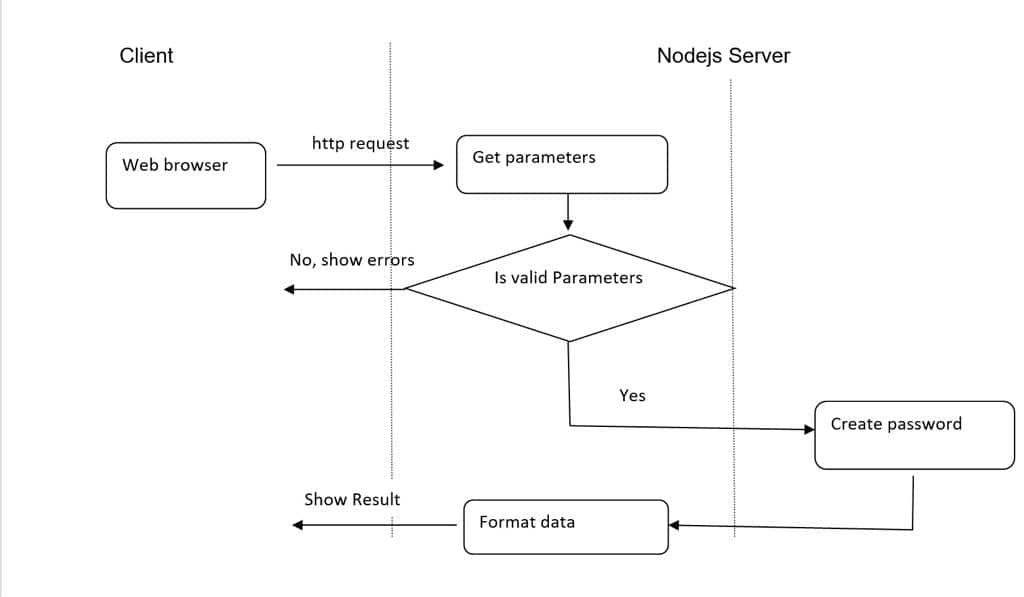 Client
Nodejs Server
http request
Web browser
Get parameters
No, show errors
Is valid Parameters
Yes
Create password
Show Result
Format data